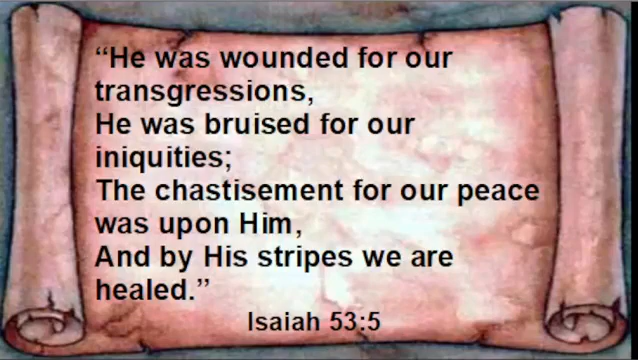 “He was wounded for our
transgressions,
He was bruised for our
iniquities;
The chastisement for our peace
was upon Him,
And by His stripes we are
healed.”
Isaiah 53:5